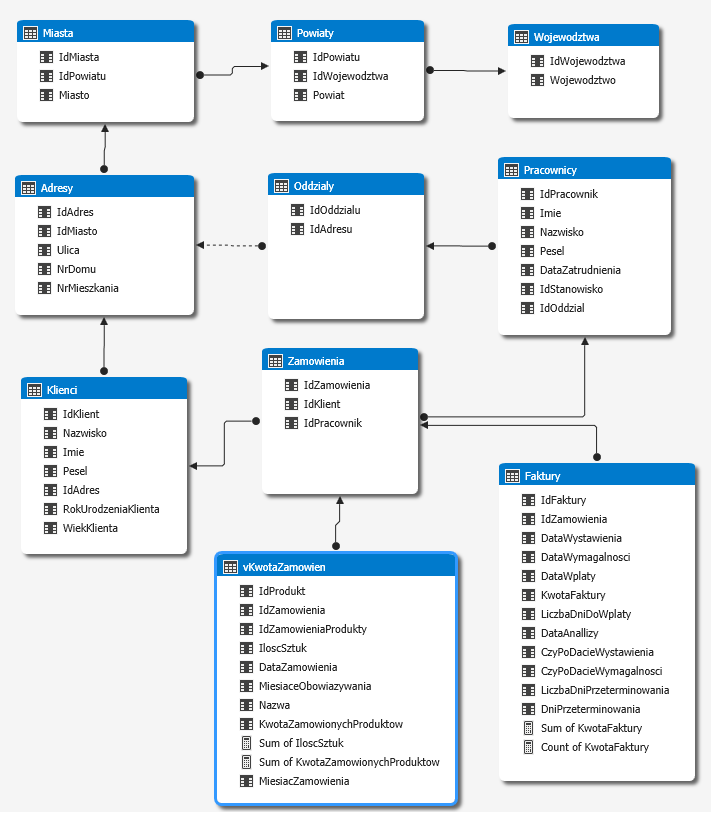 Miasta
IdMiasta
IdPowiatu
Miasto
Powiaty
IdPowiatu
IdWojewodztwa
Powiat
Wojewodztwa
IdWojewodztwa
Wojewodztwo
Adresy
IdAdres
IdMiasto
Ulica
NrDomu
NrMieszkania
Oddzialy
IdOddzialu
IdAdresu
Pracownicy
IdPracownik
Imie
Nazwisko
Pesel
DataZatrudnienia
IdStanowisko
IdOddzial
Klienci
IdKlient
Nazwisko
Imie
Pesel
IdAdres
RokUrodzeniaKlienta
WiekKlienta
Zamowienia
IdZamowienia
IdKlient
IdPracownik
Faktury
IdFaktury
IdZamowienia
DataWystawienia
DataWymagalnosci
DataWplaty
KwotaFaktury
LiczbaDniDoWplaty
DataAnallizy
CzyPoDacieWystawienia
CzyPoDacieWymagalnosci
LiczbaDniPrzeterminowania
DniPrzeterminowania
Sum of KwotaFaktury
Count of KwotaFaktury
vKwotaZamowien
IdProdukt
IdZamowienia
IdZamowieniaProdukty
IloscSztuk
DataZamowienia
MiesiaceObowiazywania
Nazwa
KwotaZamowionychProduktow
Sum of IloscSztuk
Sum of KwotaZamowionychProduktow
MiesiacZamowienia